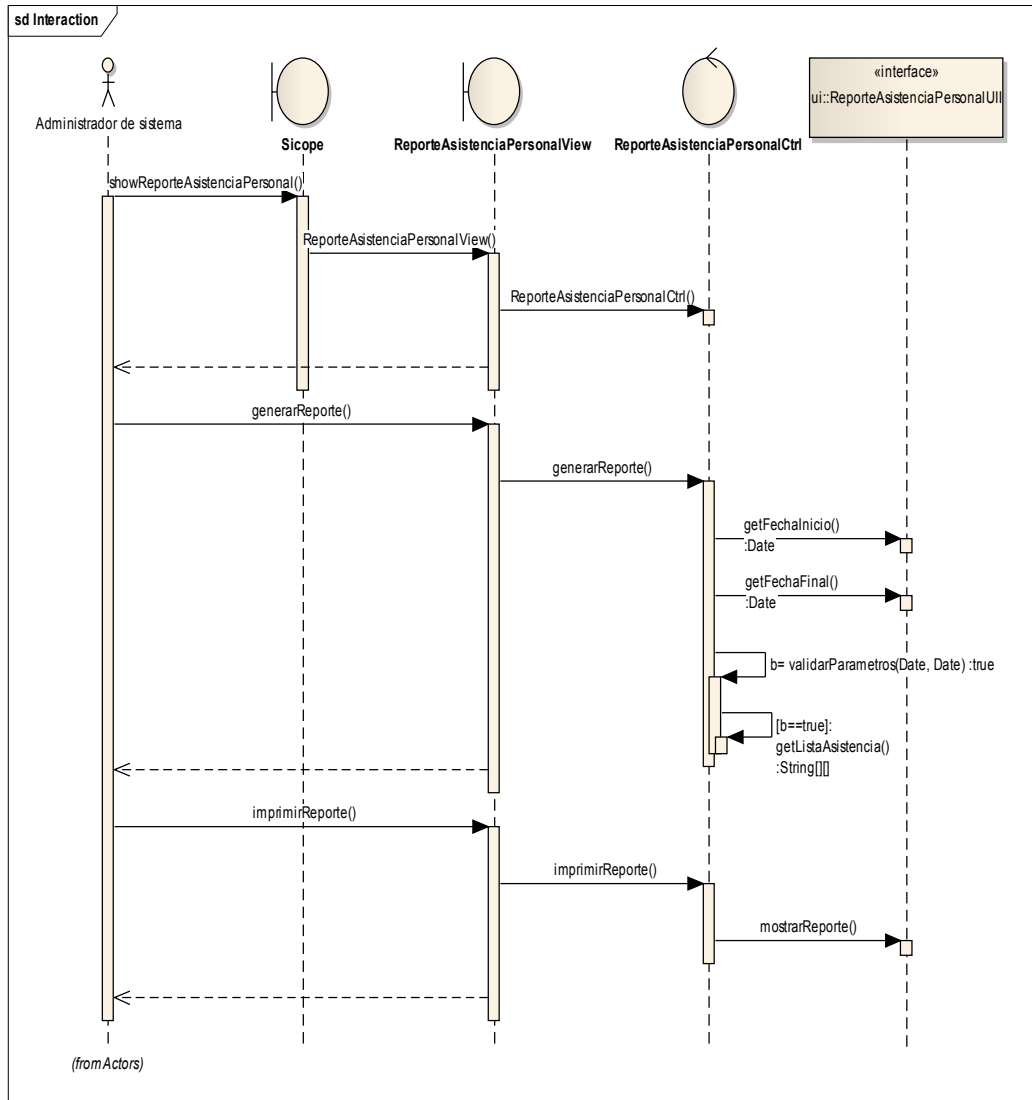 sd Interaction
«interface»
ui::ReporteAsistenciaPersonalUII
Administrador de sistema
Sicope
ReporteAsistenciaPersonalView
ReporteAsistenciaPersonalCtrl
showReporteAsistenciaPersonal()
ReporteAsistenciaPersonalView()
ReporteAsistenciaPersonalCtrl()
generarReporte()
generarReporte()
getFechaInicio()
:Date
getFechaFinal()
:Date
b= validarParametros(Date, Date) :true
[b==true]:
getListaAsistencia()
:String[][]
imprimirReporte()
imprimirReporte()
mostrarReporte()
(from Actors)